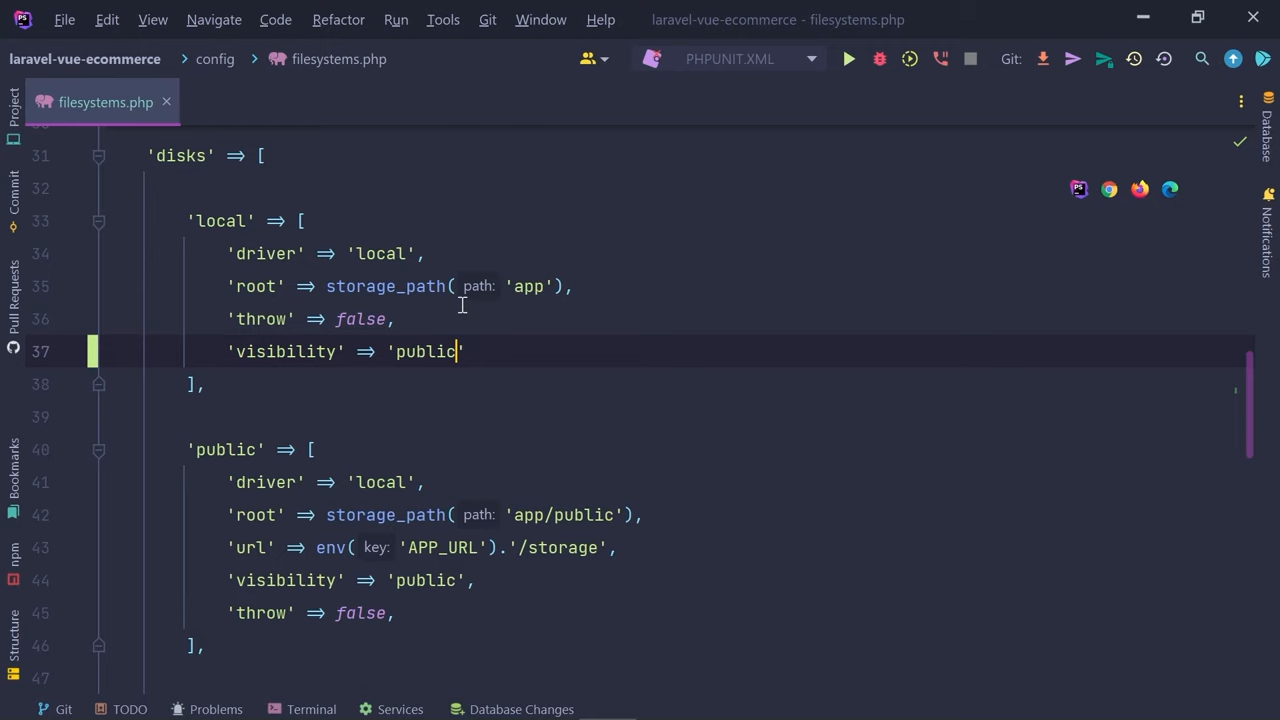 File Edit View Navigate Code Refactor Run Tools Git Window Help laravel-vue-ecommerce - filesystems.php
laravel-vue-ecommerce config filesystems.php PHPUNIT.XML Git:
filesystems.php
Project
Commit
Pull Requests
Bookmarks
npm
Structure
31 'disks' => [
32
33 'local' => [
34 'driver' => 'local',
35 'root' => storage_path( path: 'app'),
36 'throw' => false,
37 'visibility' => 'public'
38 ],
39
40 'public' => [
41 'driver' => 'local',
42 'root' => storage_path( path: 'app/public'),
43 'url' => env( key: 'APP_URL').'/storage',
44 'visibility' => 'public',
45 'throw' => false,
46 ],
47
PS
Database
Notifications
Git TODO Problems Terminal Services Database Changes